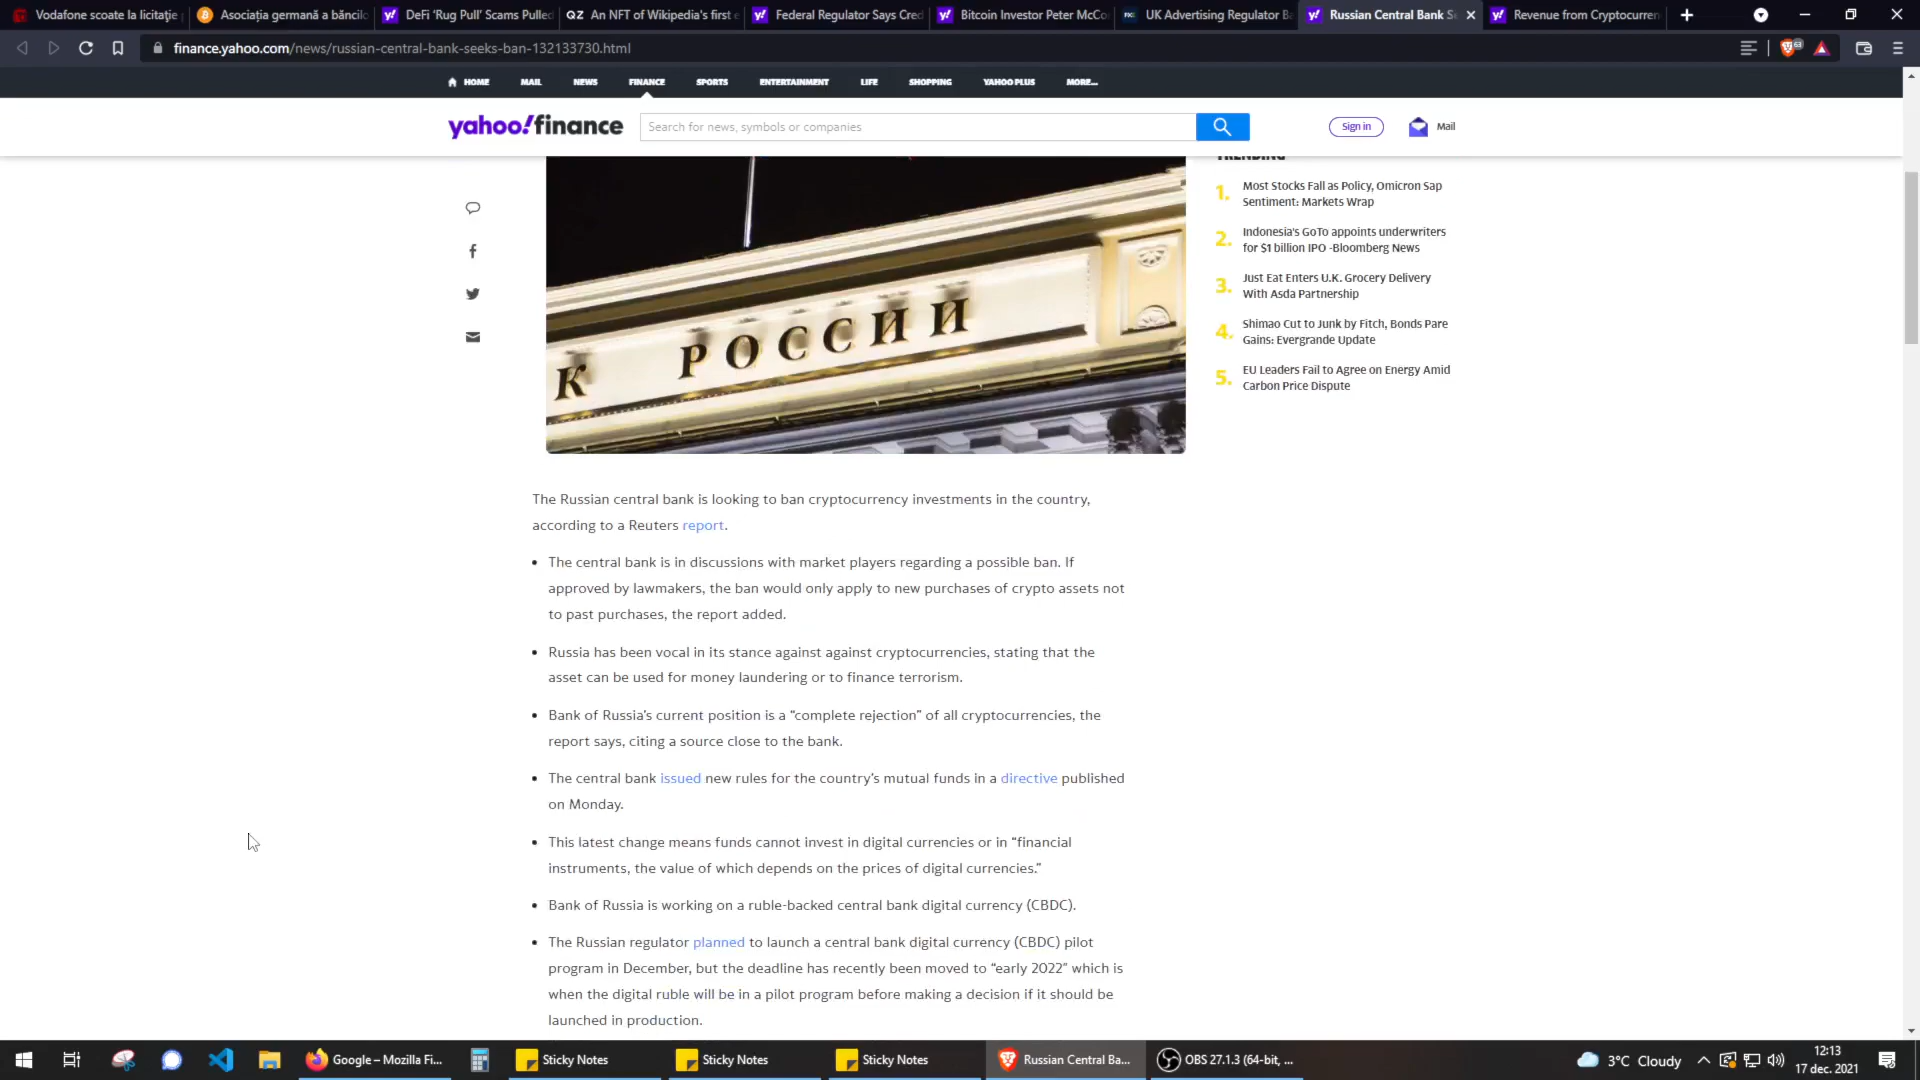 Vodafone scoate la licitaţie
Asociația germană a băncilo
DeFi 'Rug Pull' Scams Pulled
An NFT of Wikipedia's first e
Federal Regulator Says Cred
Bitcoin Investor Peter McCo
UK Advertising Regulator Ba
Russian Central Bank S
Revenue from Cryptocurren
finance.yahoo.com/news/russian-central-bank-seeks-ban-132133730.html
HOME MAIL NEWS FINANCE SPORTS ENTERTAINMENT LIFE SHOPPING YAHOO PLUS MORE...
yahoo!finance
Search for news, symbols or companies
Sign in
Mail
TRENDING
1. Most Stocks Fall as Policy, Omicron Sap
Sentiment: Markets Wrap
2. Indonesia's GoTo appoints underwriters
for $1 billion IPO -Bloomberg News
3. Just Eat Enters U.K. Grocery Delivery
With Asda Partnership
4. Shimao Cut to Junk by Fitch, Bonds Pare
Gains: Evergrande Update
5. EU Leaders Fail to Agree on Energy Amid
Carbon Price Dispute
К РОССИИ
The Russian central bank is looking to ban cryptocurrency investments in the country,
according to a Reuters report.
• The central bank is in discussions with market players regarding a possible ban. If
approved by lawmakers, the ban would only apply to new purchases of crypto assets not
to past purchases, the report added.
• Russia has been vocal in its stance against against cryptocurrencies, stating that the
asset can be used for money laundering or to finance terrorism.
• Bank of Russia's current position is a “complete rejection” of all cryptocurrencies, the
report says, citing a source close to the bank.
• The central bank issued new rules for the country's mutual funds in a directive published
on Monday.
• This latest change means funds cannot invest in digital currencies or in “financial
instruments, the value of which depends on the prices of digital currencies.”
• Bank of Russia is working on a ruble-backed central bank digital currency (CBDC).
• The Russian regulator planned to launch a central bank digital currency (CBDC) pilot
program in December, but the deadline has recently been moved to “early 2022” which is
when the digital ruble will be in a pilot program before making a decision if it should be
launched in production.
Google – Mozilla Fi...
Sticky Notes
Sticky Notes
Sticky Notes
Russian Central Ba...
OBS 27.1.3 (64-bit, ...
3°C Cloudy
12:13
17 dec. 2021